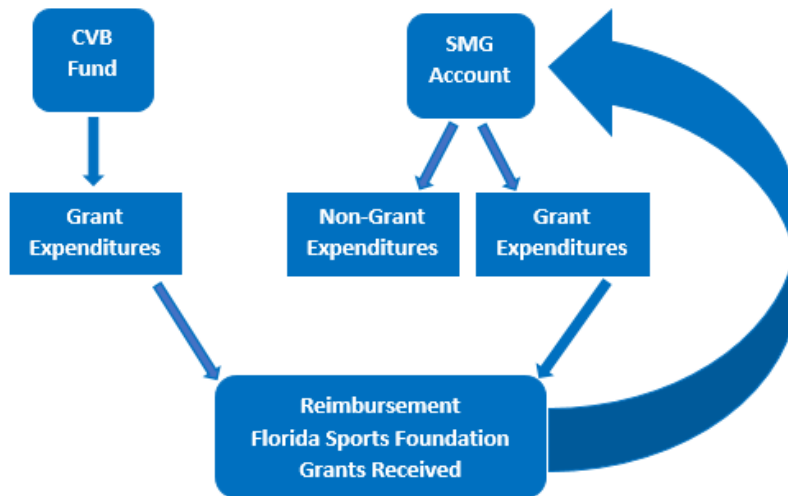 CVB
Fund
SMG
Account
Grant
Expenditures
Non-Grant
Expenditures
Grant
Expenditures
Reimbursement
Florida Sports Foundation
Grants Received